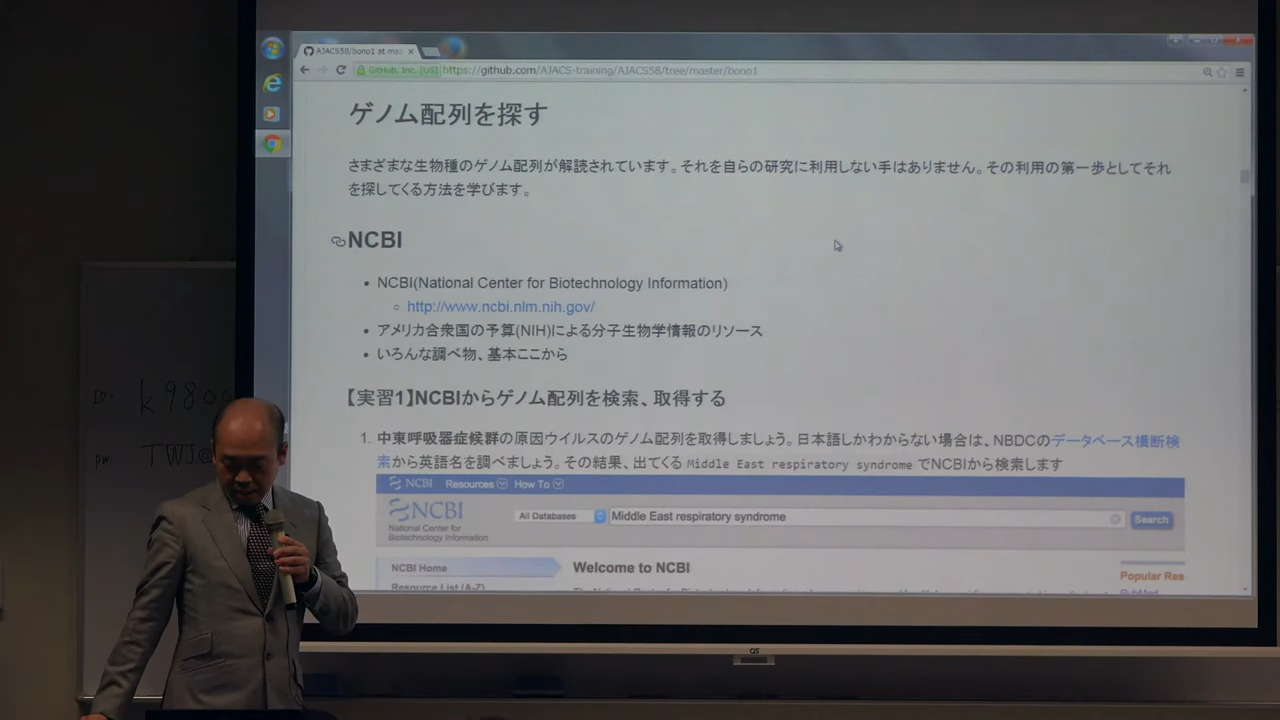 AJACS58/bono1 at mas
GitHub, Inc. [US] https://github.com/AJACS-training/AJACS58/tree/master/bono1
ゲノム配列を探す
さまざまな生物種のゲノム配列が解読されています。それを自らの研究に利用しない手はありません。その利用の第一歩としてそれ
を探してくる方法を学びます。
NCBI
NCBI(National Center for Biotechnology Information)
http://www.ncbi.nlm.nih.gov/
アメリカ合衆国の予算(NIH)による分子生物学情報のリソース
いろんな調べ物、基本ここから
【実習1】NCBIからゲノム配列を検索、取得する
1. 中東呼吸器症候群の原因ウイルスのゲノム配列を取得しましょう。日本語しかわからない場合は、NBDCのデータベース横断検
索から英語名を調べましょう。その結果、出てくる Middle East respiratory syndrome でNCBIから検索します
NCBI Resources How To
NCBI
National Center for
Biotechnology Information
All Databases Middle East respiratory syndrome Search
NCBI Home
Resource List (A-Z)
Welcome to NCBI
Popular Res
PubMed
ID:
pw:
OS